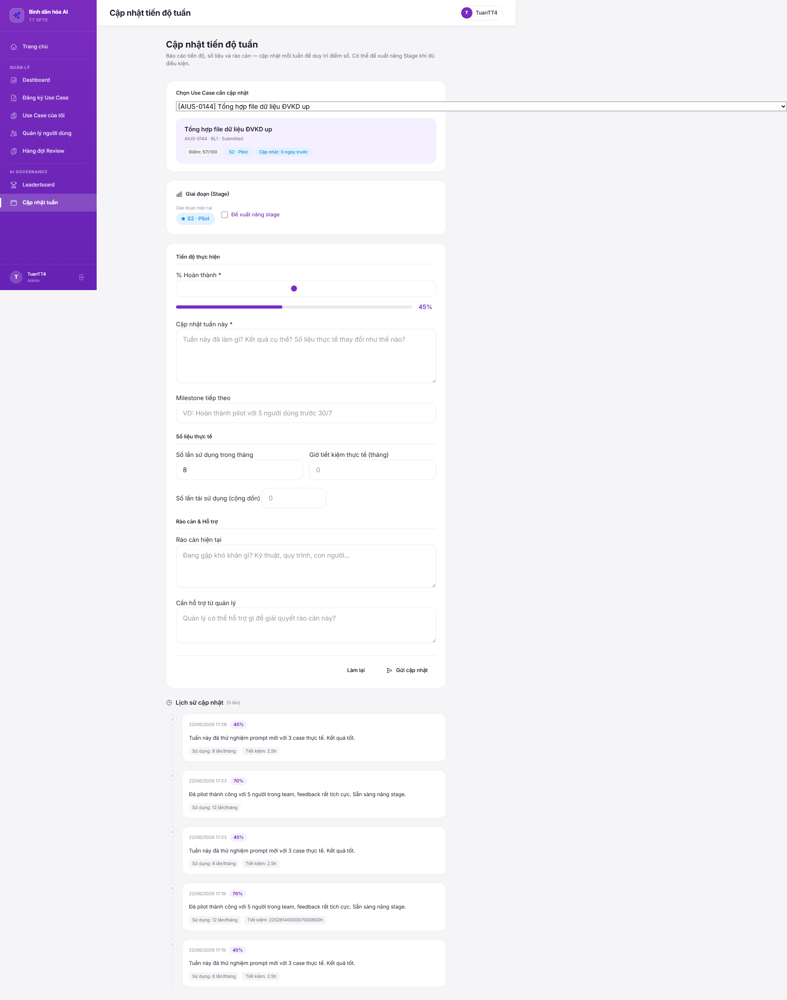 Bình dân hóa AI
TT SPTD
Trang chủ
QUẢN LÝ
Dashboard
Đăng ký Use Case
Use Case của tôi
Quản lý người dùng
Hàng đợi Review
AI GOVERNANCE
Leaderboard
Cập nhật tuần
T
TuanTT4
Admin
Cập nhật tiến độ tuần
T
TuanTT4
Cập nhật tiến độ tuần
Báo cáo tiến độ, số liệu và rào cản — cập nhật mỗi tuần để duy trì điểm số. Có thể đề xuất nâng Stage khi đủ
điều kiện.
Chọn Use Case cần cập nhật
[AIUS-0144] Tổng hợp file dữ liệu ĐVKD up
Tổng hợp file dữ liệu ĐVKD up
AIUS-0144 · BL1 · Submitted
Điểm: 57/100
S2 · Pilot
Cập nhật: 0 ngày trước
Giai đoạn (Stage)
Giai đoạn hiện tại
S2 · Pilot
Đề xuất nâng stage
Tiến độ thực hiện
% Hoàn thành *
45%
Cập nhật tuần này *
Tuần này đã làm gì? Kết quả cụ thể? Số liệu thực tế thay đổi như thế nào?
Milestone tiếp theo
VD: Hoàn thành pilot với 5 người dùng trước 30/7
Số liệu thực tế
Số lần sử dụng trong tháng
Giờ tiết kiệm thực tế (tháng)
8
0
Số lần tái sử dụng (cộng dồn)
0
Rào cản & Hỗ trợ
Rào cản hiện tại
Đang gặp khó khăn gì? Kỹ thuật, quy trình, con người...
Cần hỗ trợ từ quản lý
Quản lý có thể hỗ trợ gì để giải quyết rào cản này?
Làm lại
Gửi cập nhật
Lịch sử cập nhật (5 lần)
22/06/2026 17:28 45%
Tuần này đã thử nghiệm prompt mới với 3 case thực tế. Kết quả tốt.
Sử dụng: 8 lần/tháng
Tiết kiệm: 2.5h
22/06/2026 17:23 70%
Đã pilot thành công với 5 người trong team, feedback rất tích cực. Sẵn sàng nâng stage.
Sử dụng: 12 lần/tháng
22/06/2026 17:23 45%
Tuần này đã thử nghiệm prompt mới với 3 case thực tế. Kết quả tốt.
Sử dụng: 8 lần/tháng
Tiết kiệm: 2.5h
22/06/2026 17:19 70%
Đã pilot thành công với 5 người trong team, feedback rất tích cực. Sẵn sàng nâng stage.
Sử dụng: 12 lần/tháng
Tiết kiệm: 2202614000007000600h
22/06/2026 17:19 45%
Tuần này đã thử nghiệm prompt mới với 3 case thực tế. Kết quả tốt.
Sử dụng: 8 lần/tháng
Tiết kiệm: 2.5h